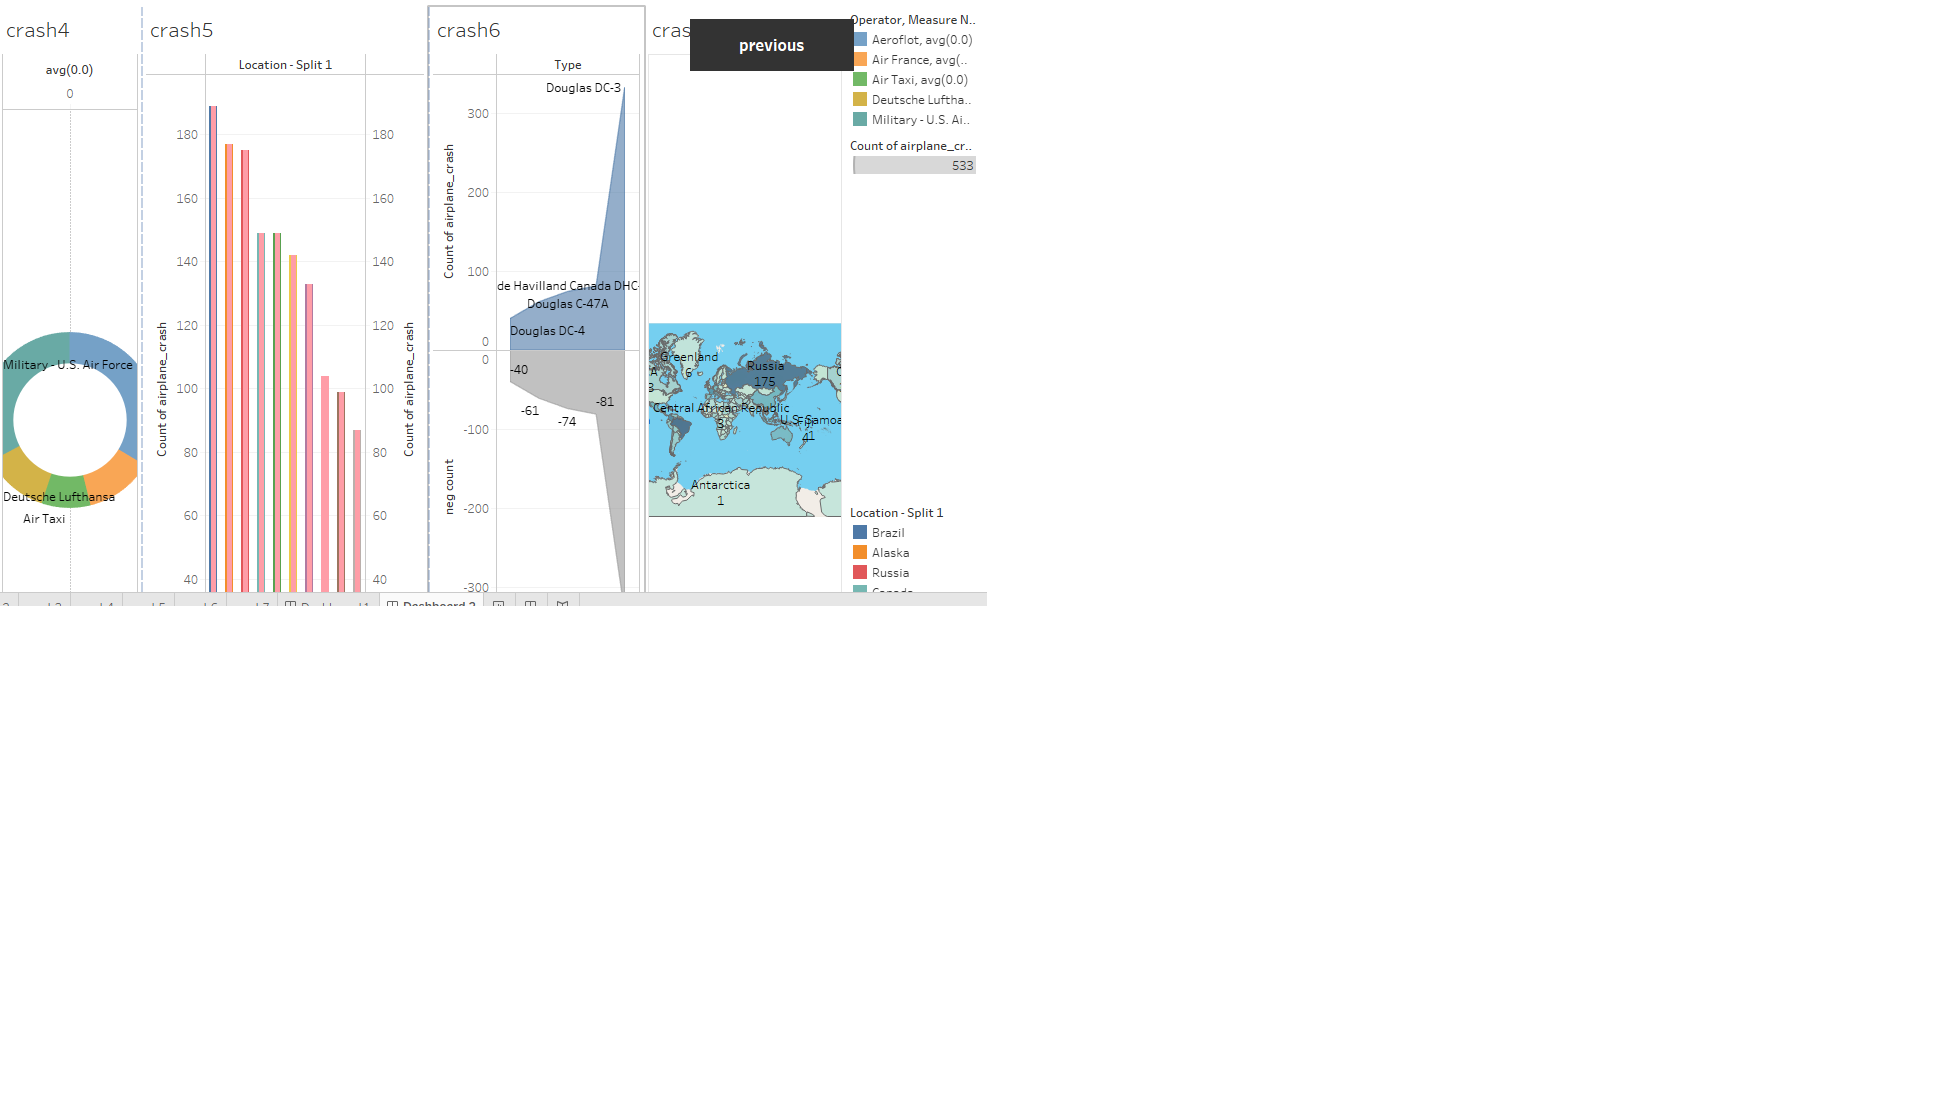 crash4
avg(0.0)
0
Military - U.S. Air Force
Deutsche Lufthansa
Air Taxi
crash5
Location - Split 1
Count of airplane_crash
180
160
140
120
100
80
60
40
180
160
140
120
100
80
60
40
Count of airplane_crash
crash6
Type
Count of airplane_crash
300
200
100
0
Douglas DC-3
de Havilland Canada DHC-
Douglas C-47A
Douglas DC-4
neg count
0
-100
-200
-300
-40
-61
-74
-81
cras
previous
Greenland
6
Russia
175
Central African Republic
3
U.S. Samoa
Antarctica
1
Operator, Measure N..
Aeroflot, avg(0.0)
Air France, avg(..
Air Taxi, avg(0.0)
Deutsche Luftha..
Military - U.S. Ai..
Count of airplane_cr..
533
Location - Split 1
Brazil
Alaska
Russia
Canada
Dashboard 2